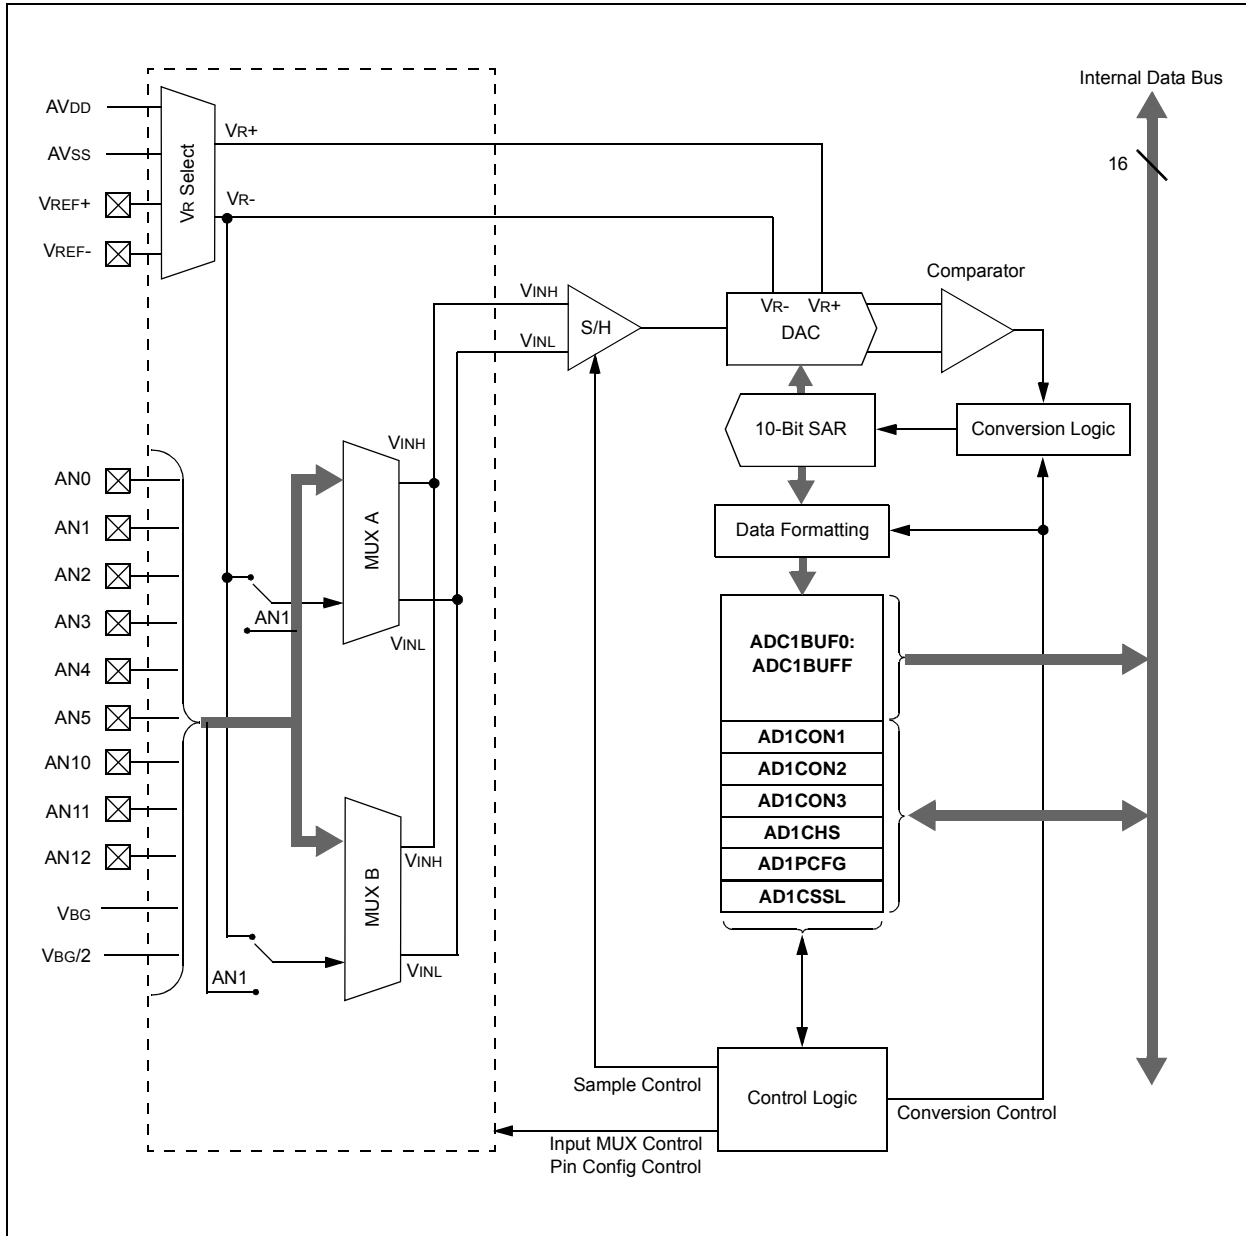 Internal Data Bus
16
AVDD
AVSS
VREF+
VREF-
VR Select
VR+
VR-
Comparator
VINH
VINL
S/H
VR- VR+
DAC
10-Bit SAR
Conversion Logic
Data Formatting
AN0
AN1
AN2
AN3
AN4
AN5
AN10
AN11
AN12
VBG
VBG/2
VINH
MUX A
AN1
VINL
VINH
MUX B
VINL
AN1
ADC1BUF0:
ADC1BUFF
AD1CON1
AD1CON2
AD1CON3
AD1CHS
AD1PCFG
AD1CSSL
Sample Control
Control Logic
Conversion Control
Input MUX Control
Pin Config Control